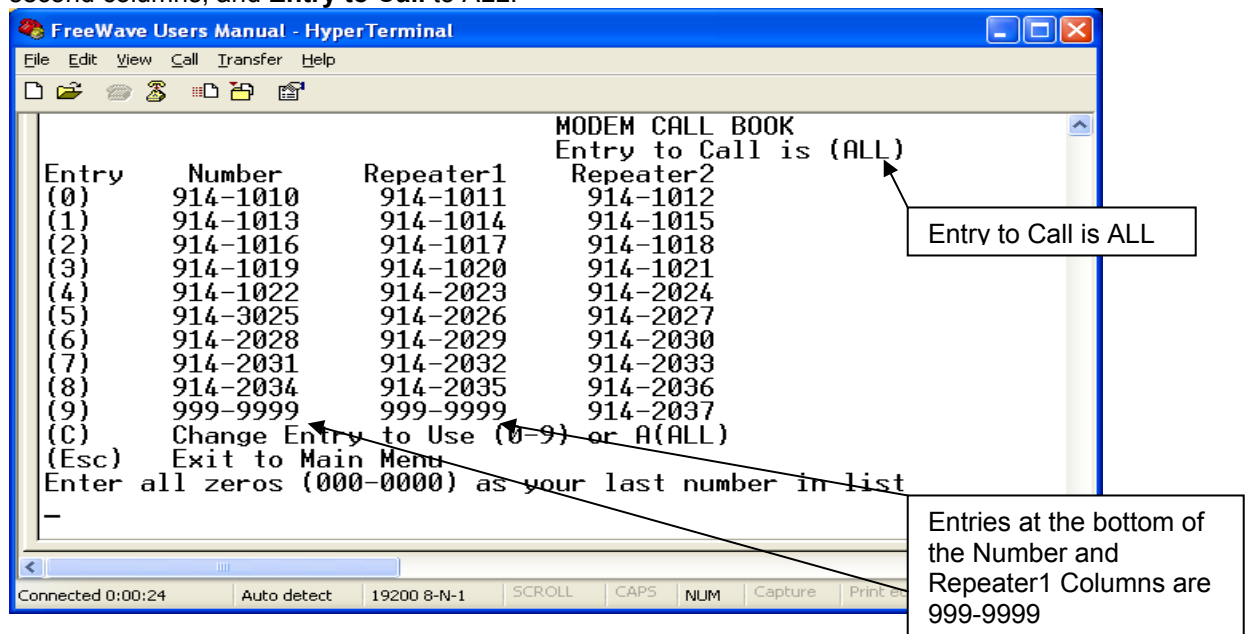 second columns, and Entry to Call to ALL.
FreeWave Users Manual - HyperTerminal
File Edit View Call Transfer Help
MODEM CALL BOOK
Entry to Call is (ALL)
Entry Number Repeater1 Repeater2
(0) 914-1010 914-1011 914-1012
(1) 914-1013 914-1014 914-1015
(2) 914-1016 914-1017 914-1018
(3) 914-1019 914-1020 914-1021
(4) 914-1022 914-2023 914-2024
(5) 914-3025 914-2026 914-2027
(6) 914-2028 914-2029 914-2030
(7) 914-2031 914-2032 914-2033
(8) 914-2034 914-2035 914-2036
(9) 999-9999 999-9999 914-2037
(C) Change Entry to Use (0-9) or A(ALL)
(Esc) Exit to Main Menu
Enter all zeros (000-0000) as your last number in list
_
Entry to Call is ALL
Entries at the bottom of
the Number and
Repeater1 Columns are
999-9999
Connected 0:00:24 Auto detect 19200 8-N-1 SCROLL CAPS NUM Capture Print